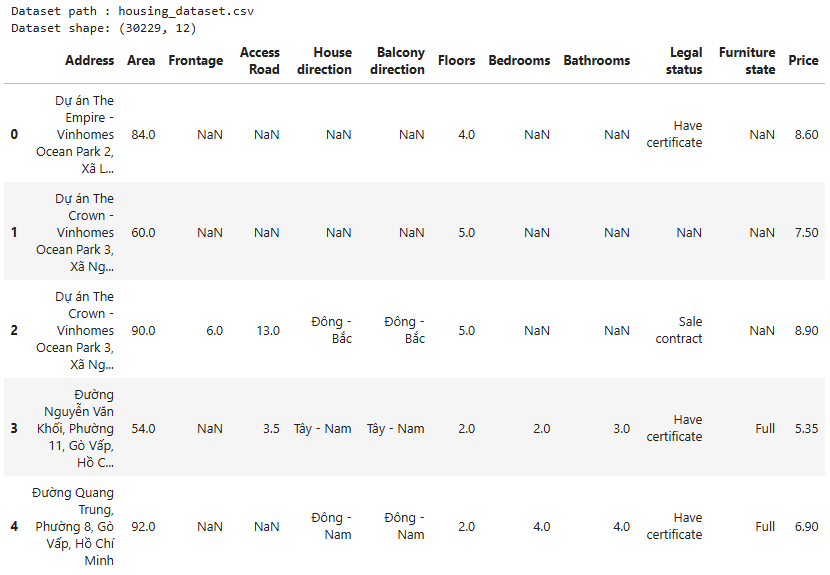 Dataset path : housing_dataset.csv
Dataset shape: (30229, 12)
Address Area Frontage Access Road House direction Balcony direction Floors Bedrooms Bathrooms Legal status Furniture state Price
0 Dự án The Empire - Vinhomes Ocean Park 2, Xã L... 84.0 NaN NaN NaN NaN 4.0 NaN NaN Have certificate NaN 8.60
1 Dự án The Crown - Vinhomes Ocean Park 3, Xã Ng... 60.0 NaN NaN NaN NaN 5.0 NaN NaN NaN NaN 7.50
2 Dự án The Crown - Vinhomes Ocean Park 3, Xã Ng... 90.0 6.0 13.0 Đông - Bắc Đông - Bắc 5.0 NaN NaN Sale contract NaN 8.90
3 Đường Nguyễn Văn Khối, Phường 11, Gò Vấp, Hồ C... 54.0 NaN 3.5 Tây - Nam Tây - Nam 2.0 2.0 3.0 Have certificate Full 5.35
4 Đường Quang Trung, Phường 8, Gò Vấp, Hồ Chí Minh 92.0 NaN NaN Đông - Nam Đông - Nam 2.0 4.0 4.0 Have certificate Full 6.90